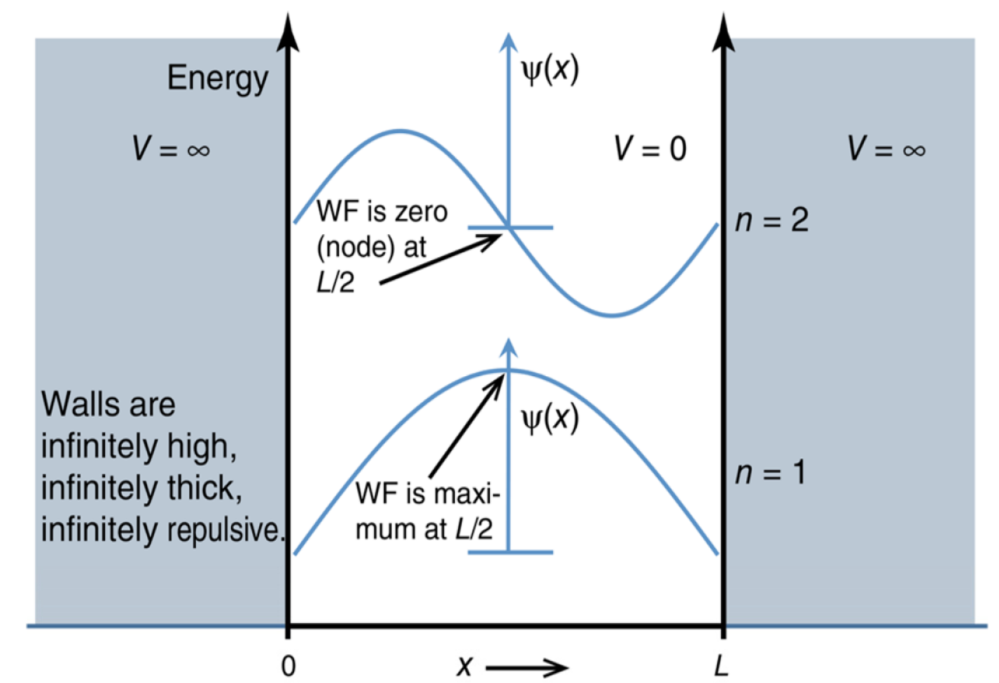 Energy
ψ(x)
V = ∞
V = 0
V = ∞
WF is zero
(node) at
L/2
n = 2
Walls are
infinitely high,
infinitely thick,
infinitely repulsive.
ψ(x)
WF is maxi-
mum at L/2
n = 1
0
x
L